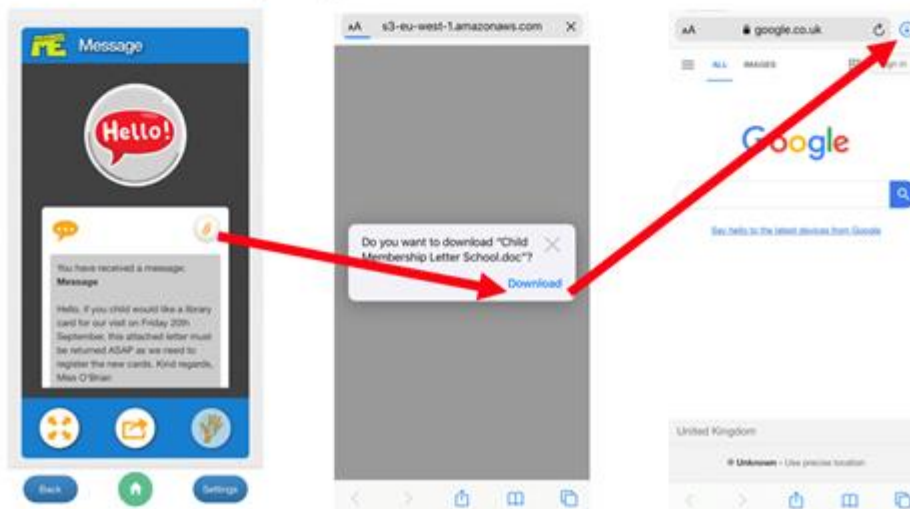 ME Message
Hello!
You have received a message:
Message
Hello, if you child would like a library
card for our visit on Friday 20th
September, this attached letter must
be returned ASAP as we need to
register the new cards. Kind regards,
Miss O'Brian
Back
Settings
AA s3-eu-west-1.amazonaws.com
Do you want to download "Child
Membership Letter School.doc"?
Download
AA google.co.uk
ALL IMAGES
in
Google
Say hello to the latest devices from Google
United Kingdom
Unknown - Use precise location